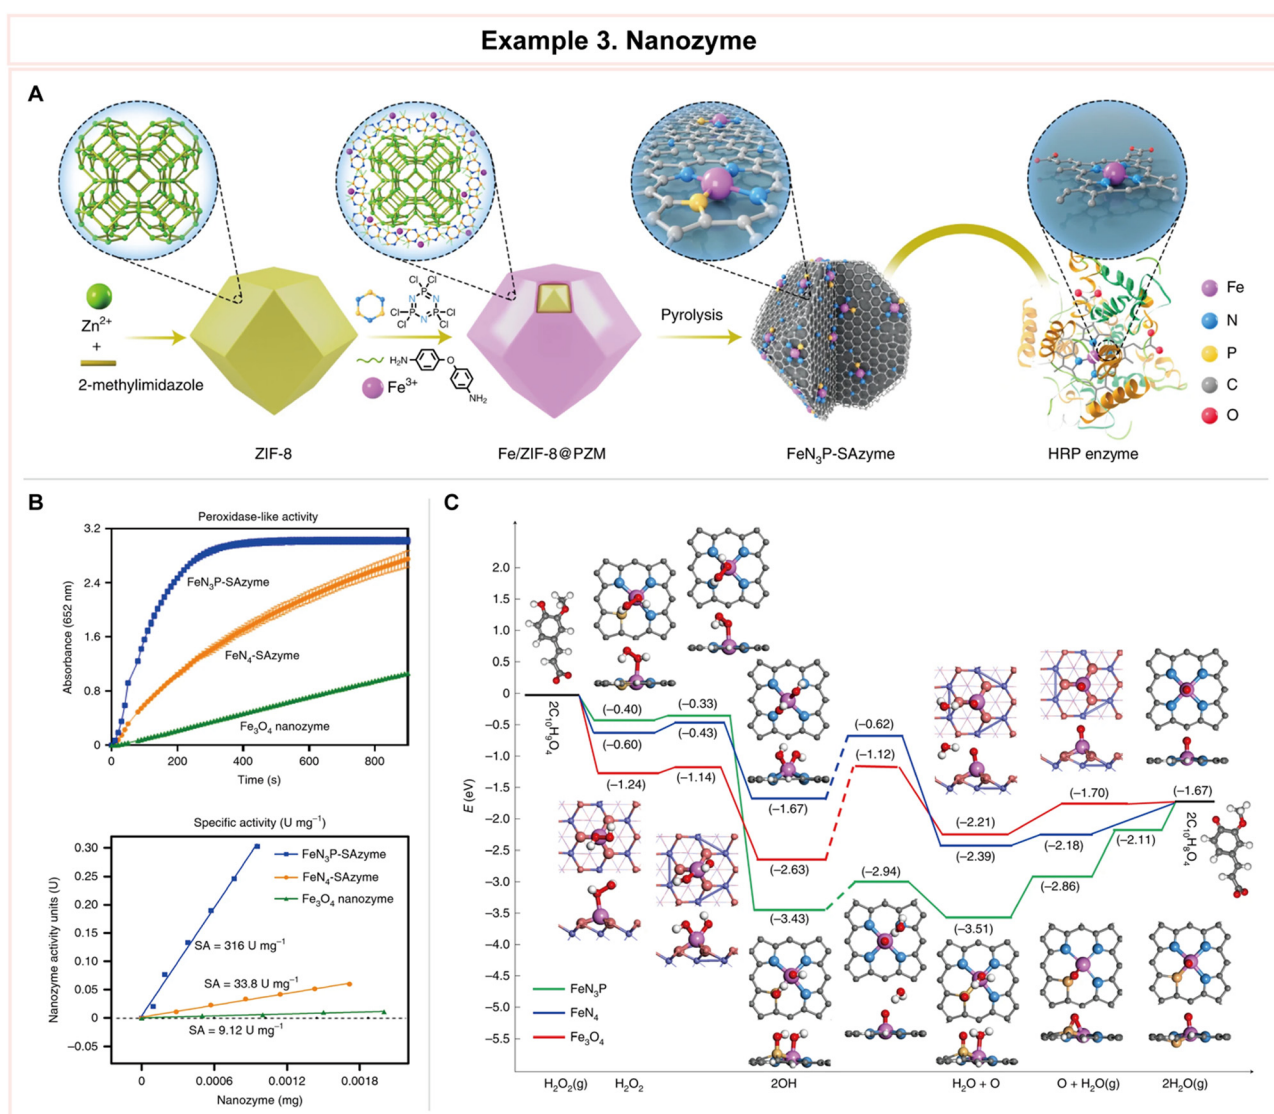 Example 3. Nanozyme
A
Zn²⁺
+
2-methylimidazole
Cl Cl
P
N N
Cl P P Cl
Cl N Cl
H₂N O
NH₂
Fe³⁺
Pyrolysis
Fe
N
P
C
O
ZIF-8
Fe/ZIF-8@PZM
FeN₃P-SAzyme
HRP enzyme
B
Peroxidase-like activity
Absorbance (652 nm)
3.2
2.4
1.6
0.8
0
FeN₃P-SAzyme
FeN₄-SAzyme
Fe₃O₄ nanozyme
0 200 400 600 800
Time (s)
Specific activity (U mg⁻¹)
Nanozyme activity units (U)
0.30
0.25
0.20
0.15
0.10
0.05
0
−0.05
FeN₃P-SAzyme
FeN₄-SAzyme
Fe₃O₄ nanozyme
SA = 316 U mg⁻¹
SA = 33.8 U mg⁻¹
SA = 9.12 U mg⁻¹
0 0.0006 0.0012 0.0018
Nanozyme (mg)
C
E (eV)
2.0
1.5
1.0
0.5
0
−0.5
−1.0
−1.5
−2.0
−2.5
−3.0
−3.5
−4.0
−4.5
−5.0
−5.5
2C₁₀H₉O₄
(−0.40) (−0.33)
(−0.60) (−0.43)
(−1.24) (−1.14)
(−1.67)
(−2.63)
(−3.43)
(−0.62)
(−1.12)
(−2.94)
(−2.21)
(−2.39)
(−3.51)
(−1.70)
(−2.18)
(−2.86)
(−2.11)
(−1.67)
2C₁₀H₈O₄
FeN₃P
FeN₄
Fe₃O₄
H₂O₂(g) H₂O₂ 2OH H₂O + O O + H₂O(g) 2H₂O(g)